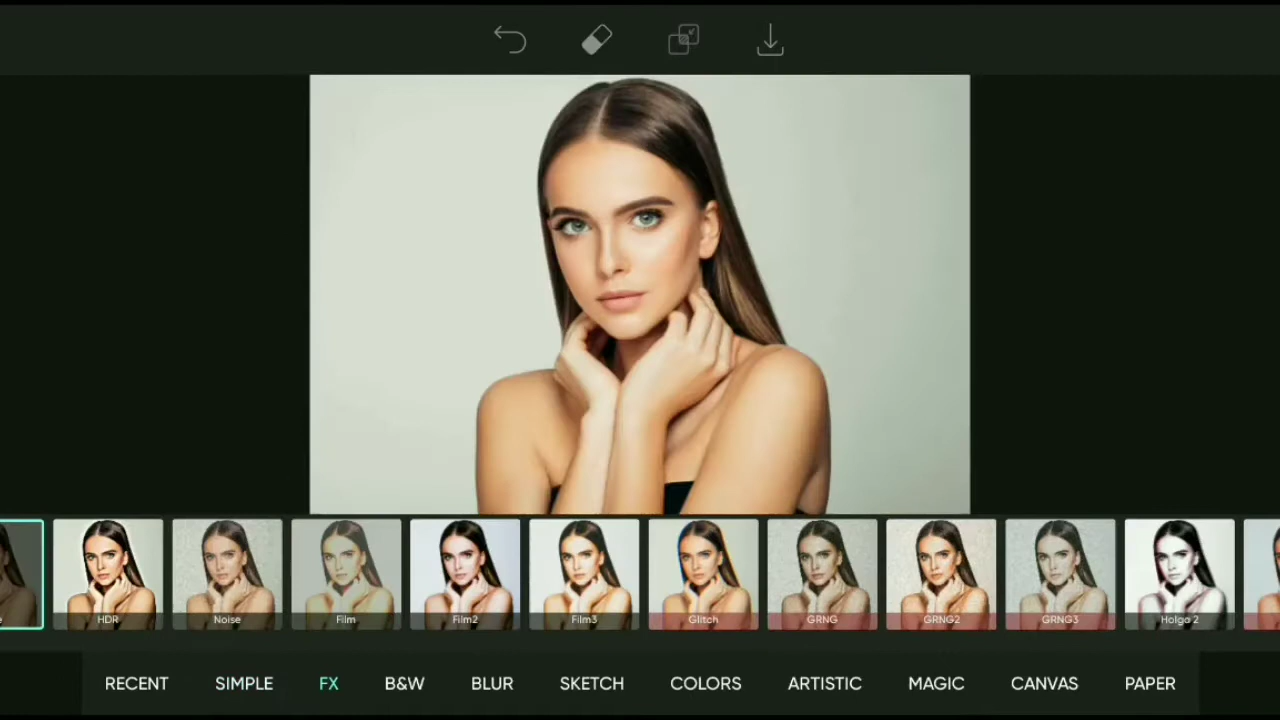 e
HDR
Noise
Film
Film2
Film3
Glitch
GRNG
GRNG2
GRNG3
Holga 2
RECENT SIMPLE FX B&W BLUR SKETCH COLORS ARTISTIC MAGIC CANVAS PAPER